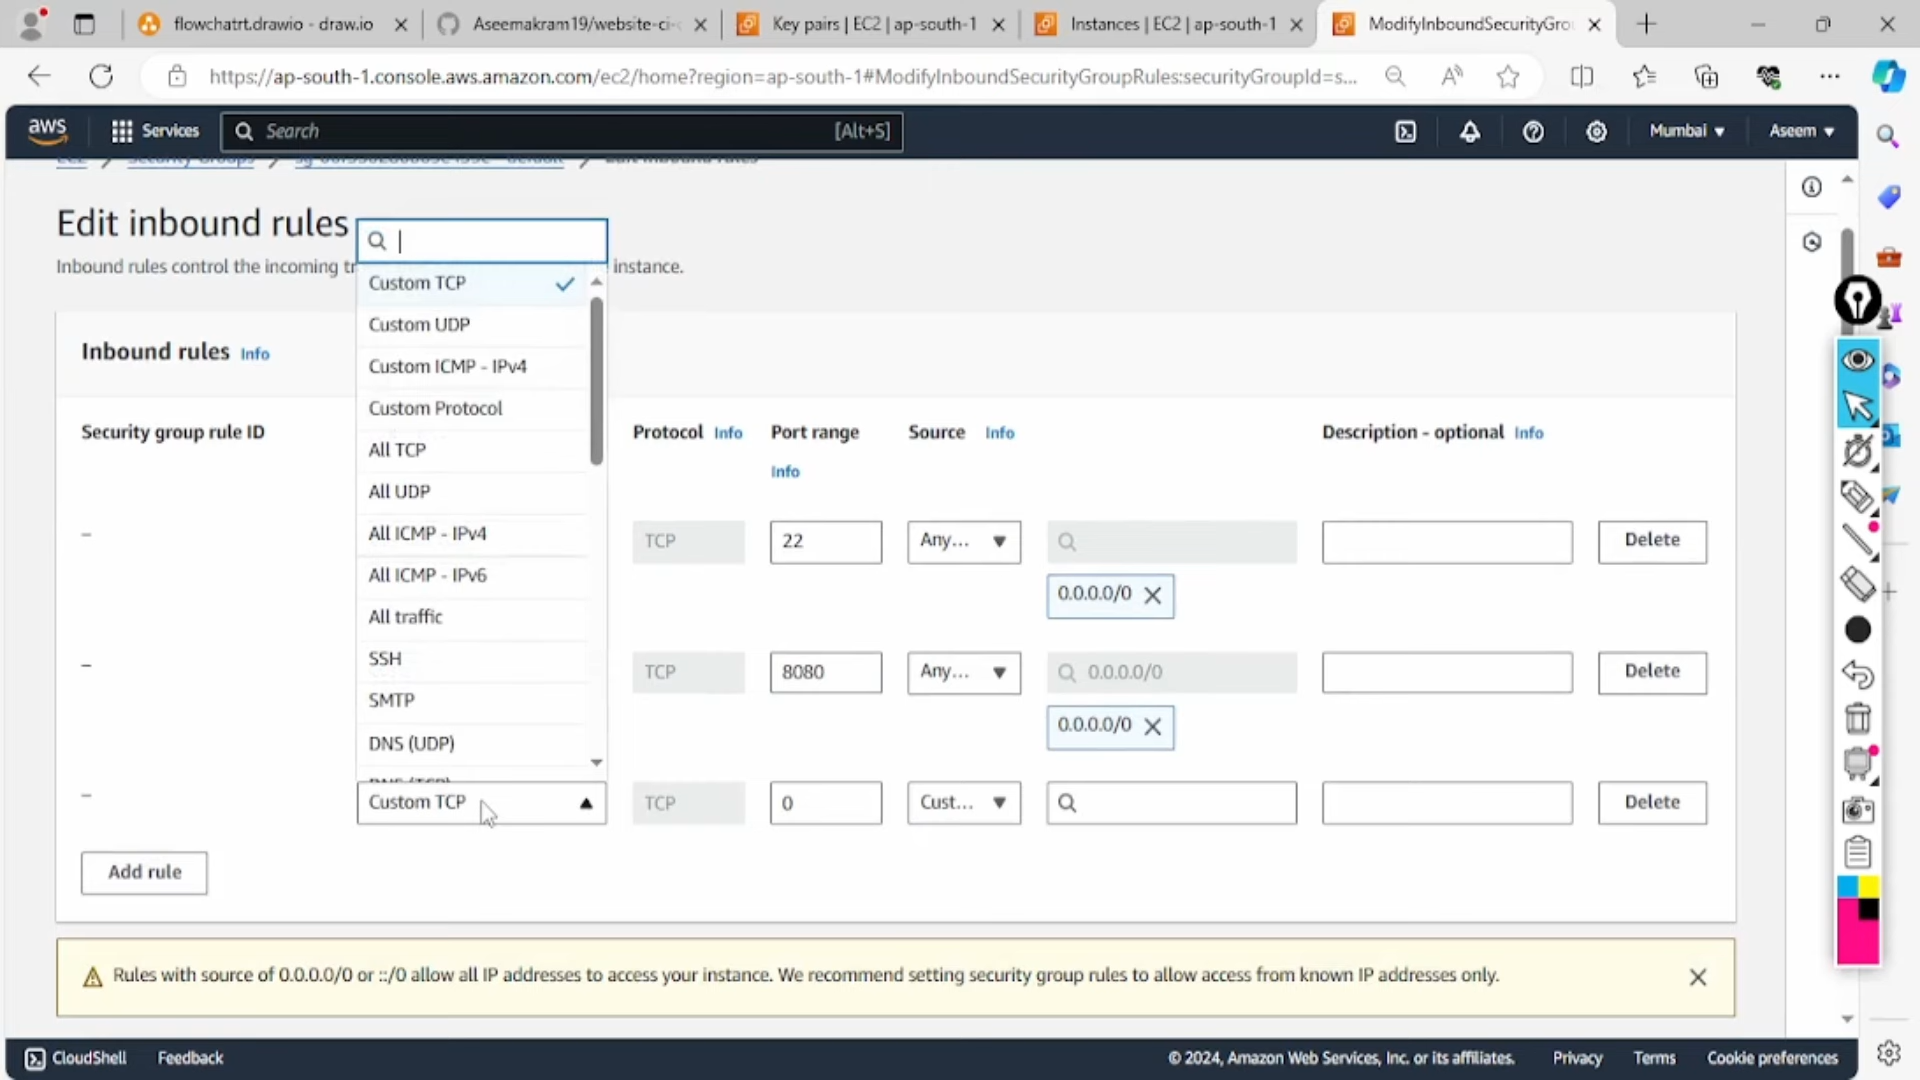 flowchatrt.drawio - draw.io
Aseemakram19/website-ci-
Key pairs | EC2 | ap-south-1
Instances | EC2 | ap-south-1
ModifyInboundSecurityGro
https://ap-south-1.console.aws.amazon.com/ec2/home?region=ap-south-1#ModifyInboundSecurityGroupRules:securityGroupId=s...
aws
Services
Search
[Alt+S]
Mumbai
Aseem
EC2
Security Groups
Edit inbound rules
Edit inbound rules
Inbound rules control the incoming tr
instance.
Custom TCP
Custom UDP
Custom ICMP - IPv4
Custom Protocol
All TCP
All UDP
All ICMP - IPv4
All ICMP - IPv6
All traffic
SSH
SMTP
DNS (UDP)
DNS (TCP)
Inbound rules Info
Security group rule ID
Protocol Info
Port range
Info
Source Info
Description - optional Info
–
TCP
22
Any...
Delete
0.0.0.0/0
–
TCP
8080
Any...
0.0.0.0/0
Delete
0.0.0.0/0
–
Custom TCP
TCP
0
Cust...
Delete
Add rule
Rules with source of 0.0.0.0/0 or ::/0 allow all IP addresses to access your instance. We recommend setting security group rules to allow access from known IP addresses only.
CloudShell
Feedback
© 2024, Amazon Web Services, Inc. or its affiliates.
Privacy
Terms
Cookie preferences